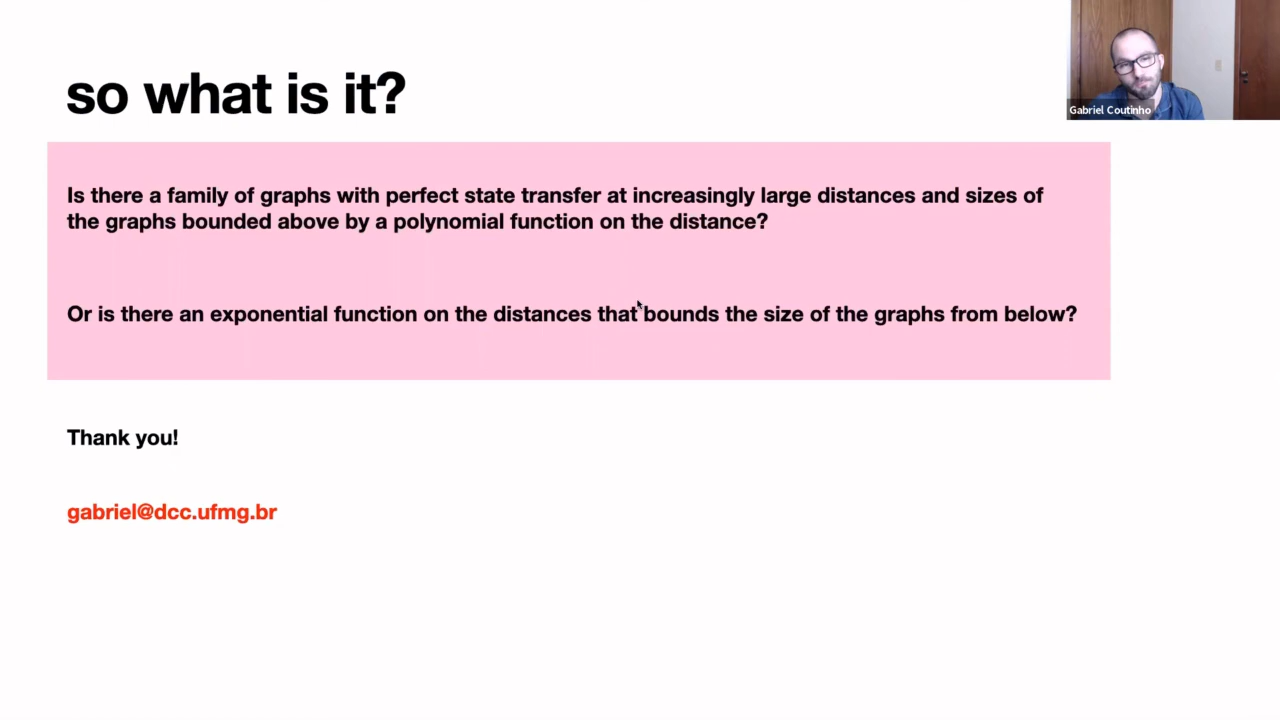 Gabriel Coutinho
so what is it?
Is there a family of graphs with perfect state transfer at increasingly large distances and sizes of
the graphs bounded above by a polynomial function on the distance?
Or is there an exponential function on the distances that bounds the size of the graphs from below?
Thank you!
gabriel@dcc.ufmg.br